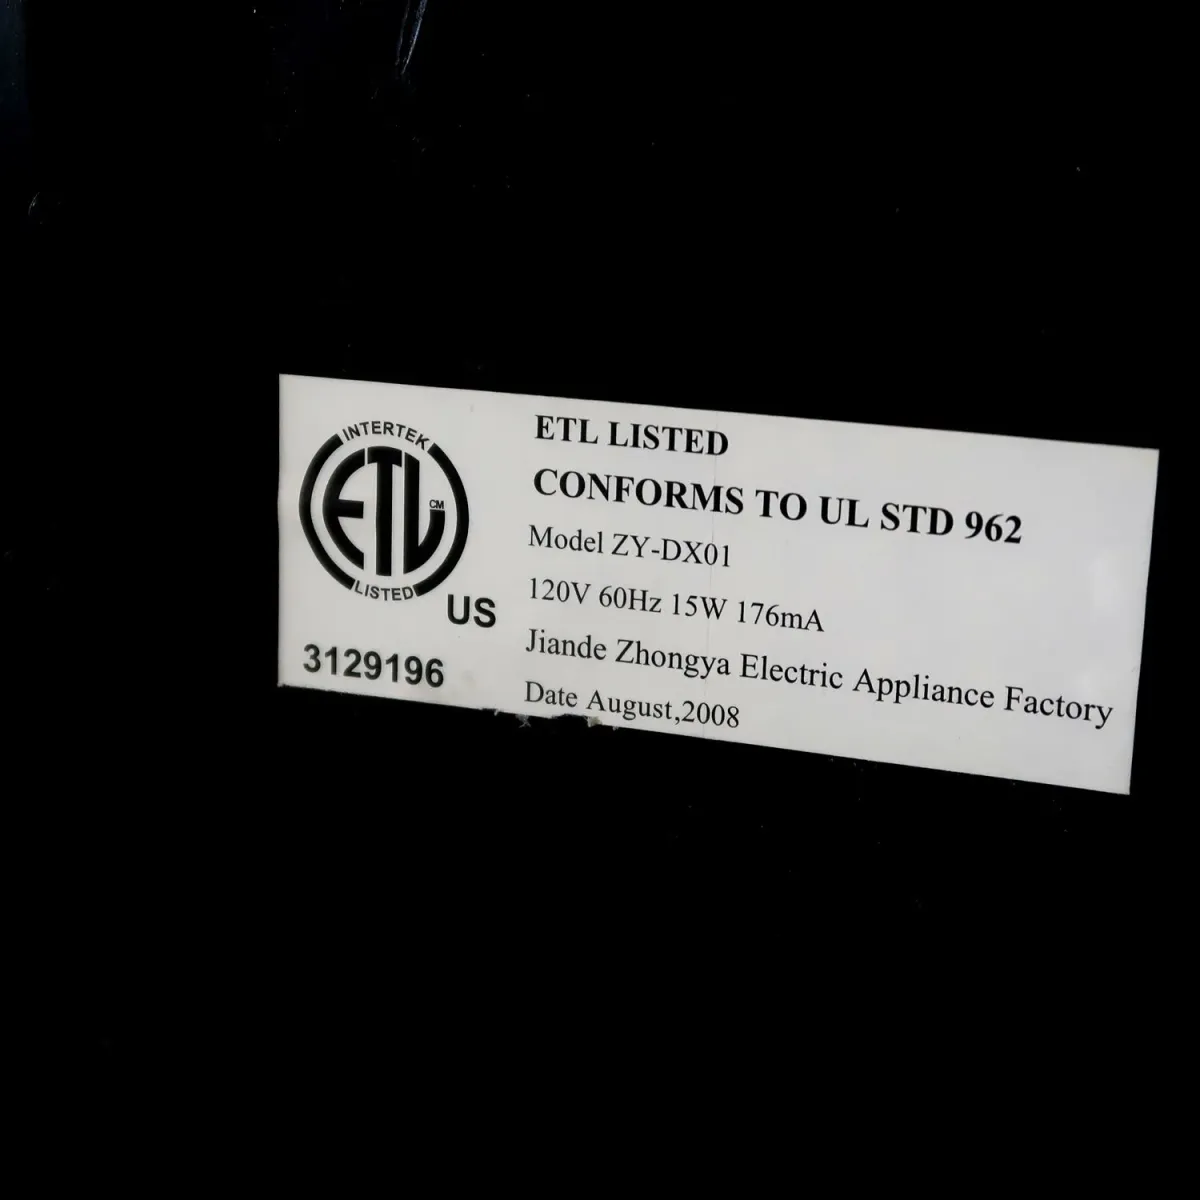 INTERTEK
ETL CM
LISTED
US
3129196
ETL LISTED
CONFORMS TO UL STD 962
Model ZY-DX01
120V 60Hz 15W 176mA
Jiande Zhongya Electric Appliance Factory
Date August,2008